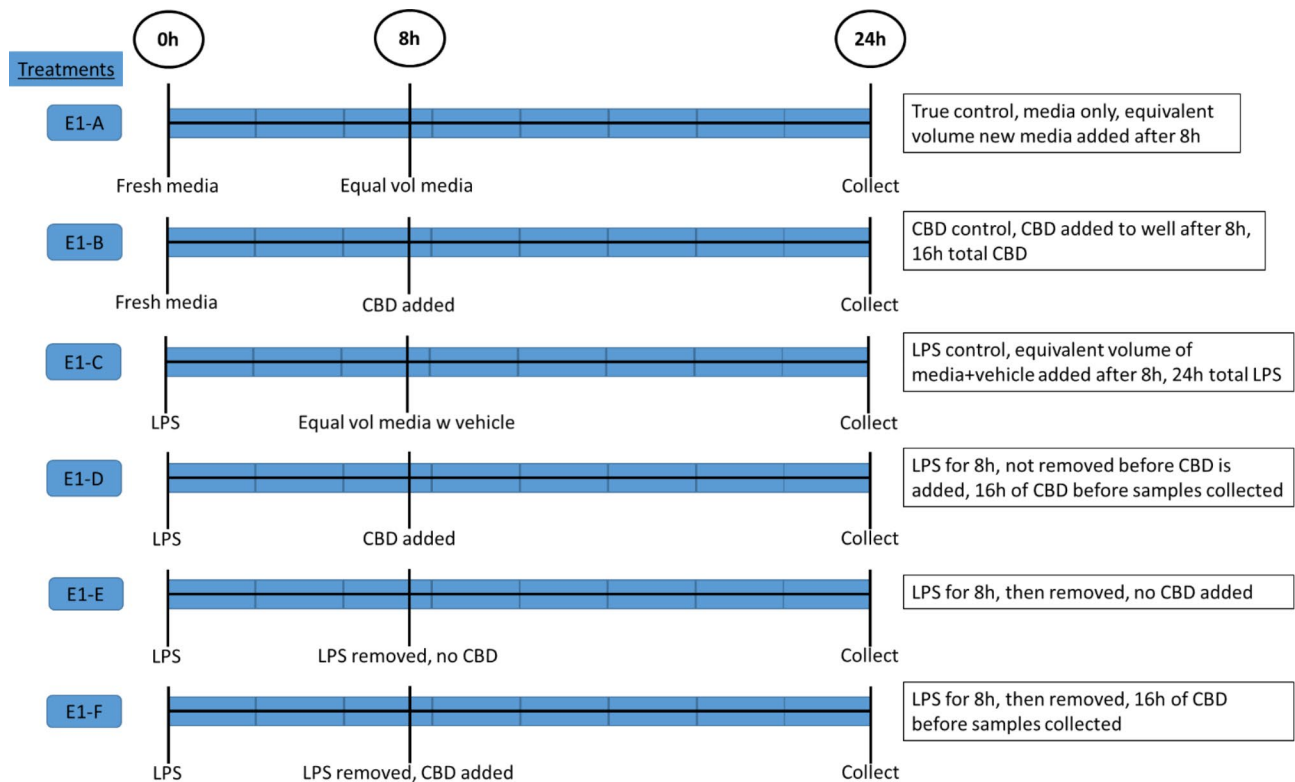 0h
8h
24h
Treatments
E1-A
True control, media only, equivalent
volume new media added after 8h
Fresh media
Equal vol media
Collect
E1-B
CBD control, CBD added to well after 8h,
16h total CBD
Fresh media
CBD added
Collect
E1-C
LPS control, equivalent volume of
media+vehicle added after 8h, 24h total LPS
LPS
Equal vol media w vehicle
Collect
E1-D
LPS for 8h, not removed before CBD is
added, 16h of CBD before samples collected
LPS
CBD added
Collect
E1-E
LPS for 8h, then removed, no CBD added
LPS
LPS removed, no CBD
Collect
E1-F
LPS for 8h, then removed, 16h of CBD
before samples collected
LPS
LPS removed, CBD added
Collect